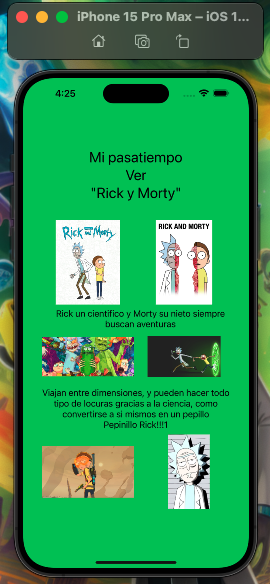 iPhone 15 Pro Max – iOS 1...
4:25
Mi pasatiempo
Ver
"Rick y Morty"
Rick and Morty
RICK AND MORTY
Rick un cientifico y Morty su nieto siempre
buscan aventuras
Viajan entre dimensiones, y pueden hacer todo
tipo de locuras gracias a la ciencia, como
convertirse a si mismos en un pepillo
Pepinillo Rick!!!1